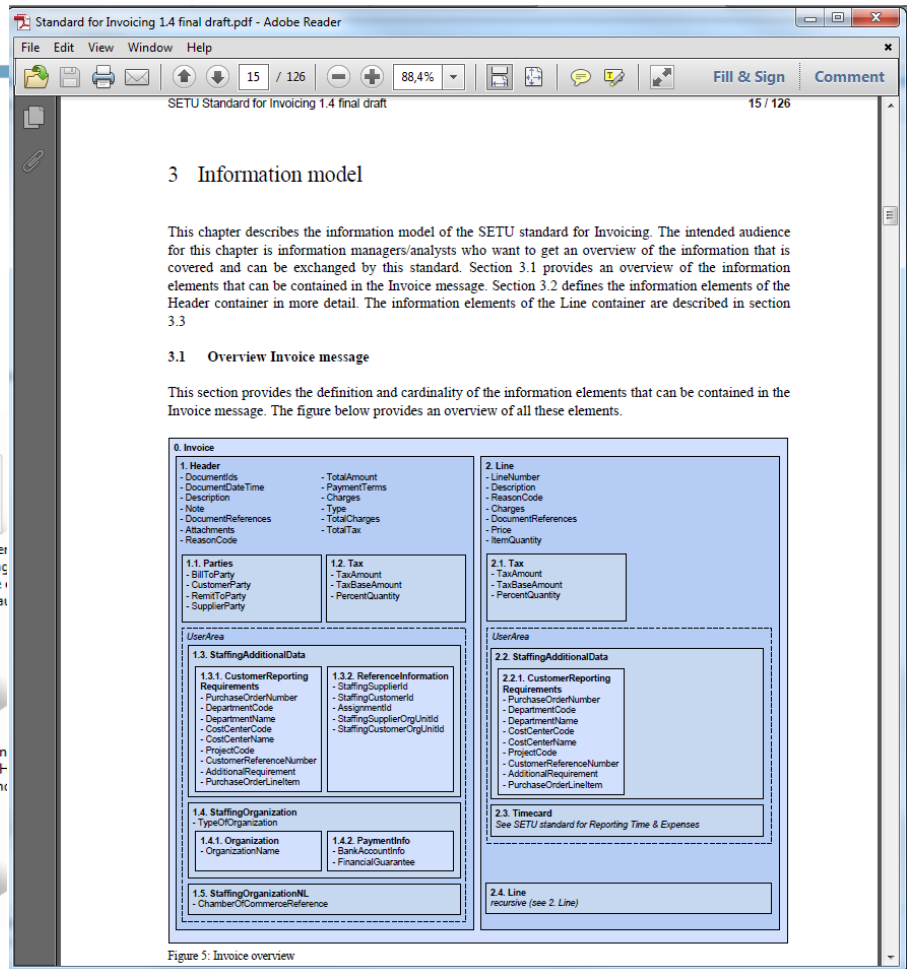 Standard for Invoicing 1.4 final draft.pdf - Adobe Reader
File Edit View Window Help
15 / 126 88,4% Fill & Sign Comment
SETU Standard for Invoicing 1.4 final draft 15 / 126
3 Information model
This chapter describes the information model of the SETU standard for Invoicing. The intended audience
for this chapter is information managers/analysts who want to get an overview of the information that is
covered and can be exchanged by this standard. Section 3.1 provides an overview of the information
elements that can be contained in the Invoice message. Section 3.2 defines the information elements of the
Header container in more detail. The information elements of the Line container are described in section
3.3
3.1 Overview Invoice message
This section provides the definition and cardinality of the information elements that can be contained in the
Invoice message. The figure below provides an overview of all these elements.
0. Invoice
1. Header
- DocumentIds
- DocumentDateTime
- Description
- Note
- DocumentReferences
- Attachments
- ReasonCode
- TotalAmount
- PaymentTerms
- Charges
- Type
- TotalCharges
- TotalTax
1.1. Parties
- BillToParty
- CustomerParty
- RemitToParty
- SupplierParty
1.2. Tax
- TaxAmount
- TaxBaseAmount
- PercentQuantity
UserArea
1.3. StaffingAdditionalData
1.3.1. CustomerReporting
Requirements
- PurchaseOrderNumber
- DepartmentCode
- DepartmentName
- CostCenterCode
- CostCenterName
- ProjectCode
- CustomerReferenceNumber
- AdditionalRequirement
- PurchaseOrderLineItem
1.3.2. ReferenceInformation
- StaffingSupplierId
- StaffingCustomerId
- AssignmentId
- StaffingSupplierOrgUnitId
- StaffingCustomerOrgUnitId
1.4. StaffingOrganization
- TypeOfOrganization
1.4.1. Organization
- OrganizationName
1.4.2. PaymentInfo
- BankAccountInfo
- FinancialGuarantee
1.5. StaffingOrganizationNL
- ChamberOfCommerceReference
2. Line
- LineNumber
- Description
- ReasonCode
- Charges
- DocumentReferences
- Price
- ItemQuantity
2.1. Tax
- TaxAmount
- TaxBaseAmount
- PercentQuantity
UserArea
2.2. StaffingAdditionalData
2.2.1. CustomerReporting
Requirements
- PurchaseOrderNumber
- DepartmentCode
- DepartmentName
- CostCenterCode
- CostCenterName
- ProjectCode
- CustomerReferenceNumber
- AdditionalRequirement
- PurchaseOrderLineItem
2.3. Timecard
See SETU standard for Reporting Time & Expenses
2.4. Line
recursive (see 2. Line)
Figure 5: Invoice overview